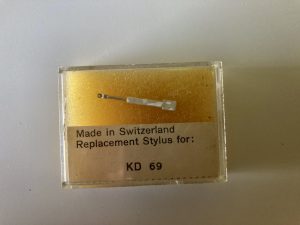 Made in Switzerland
Replacement Stylus for:
KD 69